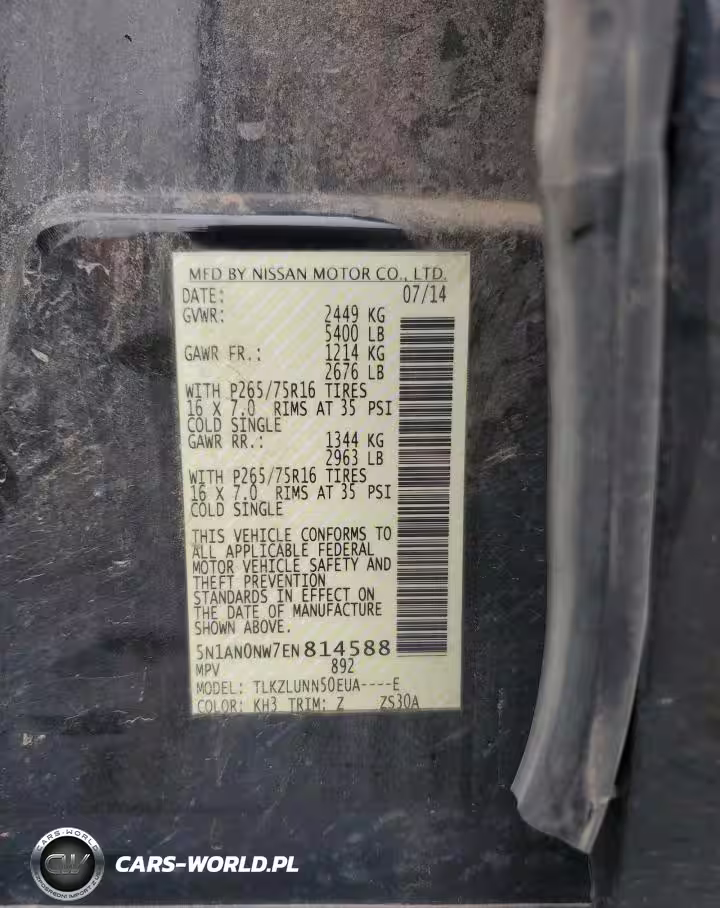 MFD BY NISSAN MOTOR CO., LTD.
DATE: 07/14
GVWR: 2449 KG
5400 LB
GAWR FR.: 1214 KG
2676 LB
WITH P265/75R16 TIRES
16 X 7.0 RIMS AT 35 PSI
COLD SINGLE
GAWR RR.: 1344 KG
2963 LB
WITH P265/75R16 TIRES
16 X 7.0 RIMS AT 35 PSI
COLD SINGLE
THIS VEHICLE CONFORMS TO
ALL APPLICABLE FEDERAL
MOTOR VEHICLE SAFETY AND
THEFT PREVENTION
STANDARDS IN EFFECT ON
THE DATE OF MANUFACTURE
SHOWN ABOVE.
5N1AN0NW7EN814588
MPV 892
MODEL: TLKZLUNN50EUA----E
COLOR: KH3 TRIM: Z ZS30A
CARS-WORLD
CW
CARS-WORLD.PL